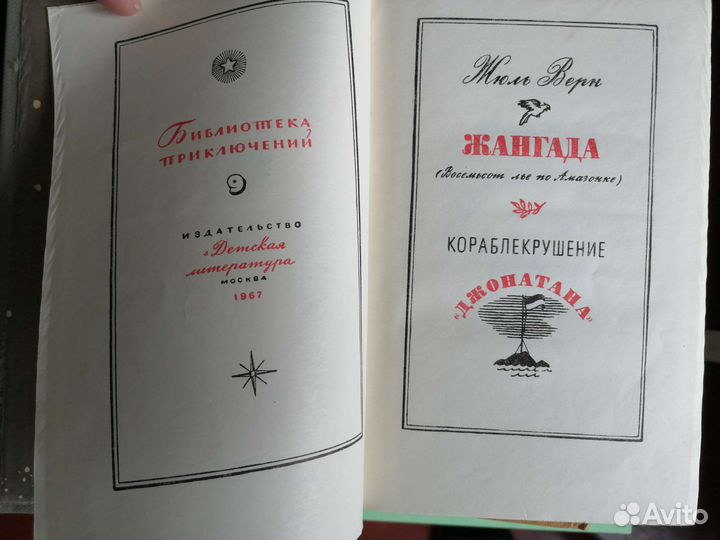 Библиотека
приключений
9
ИЗДАТЕЛЬСТВО
„Детская
литература"
МОСКВА
1967
Жюль Верн
ЖАНГАДА
(Восемьсот лье по Амазонке)
КОРАБЛЕКРУШЕНИЕ
„ДЖОНАТАНА"
Avito